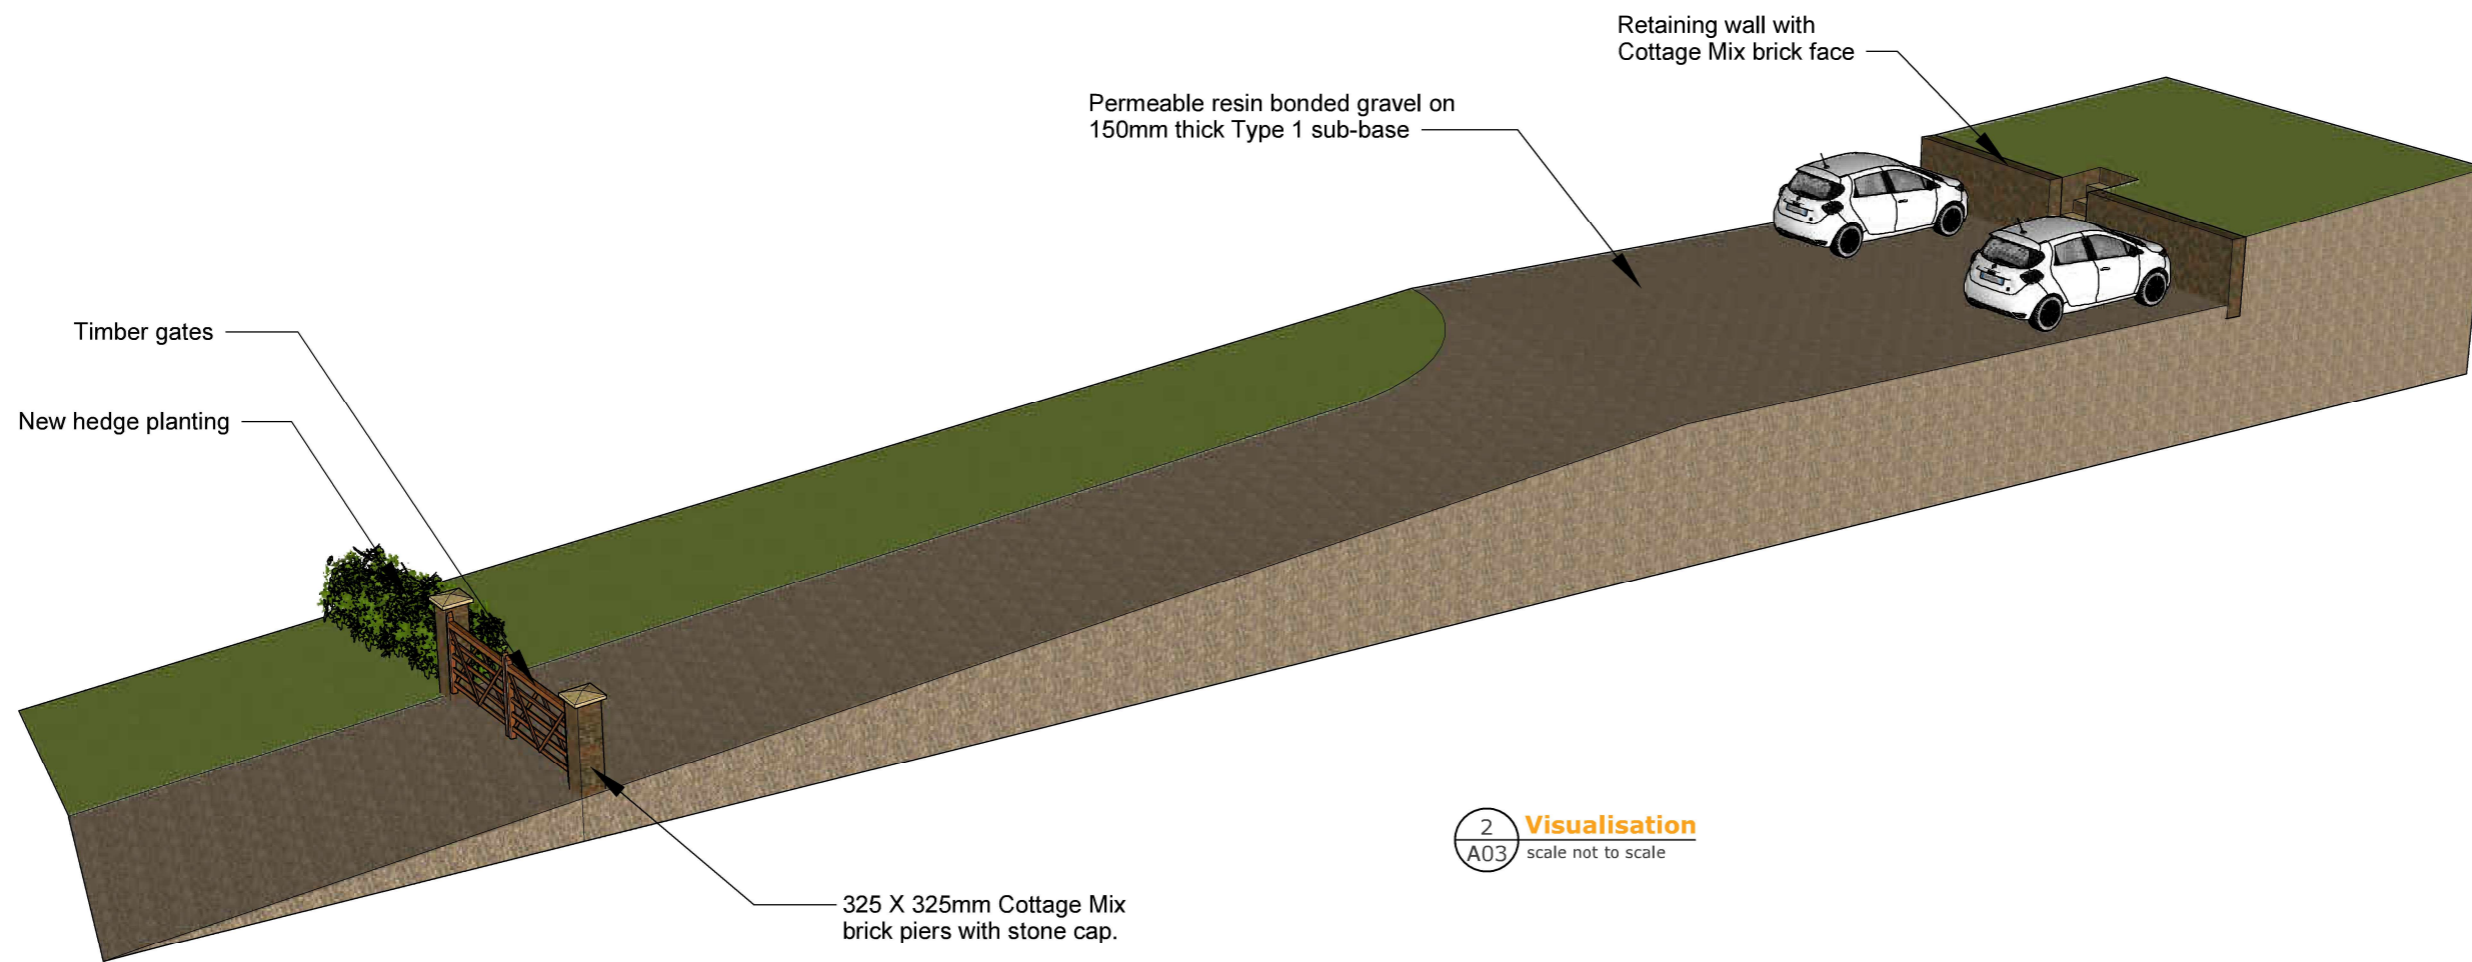 Retaining wall with
Cottage Mix brick face
Permeable resin bonded gravel on
150mm thick Type 1 sub-base
Timber gates
New hedge planting
2
A03
Visualisation
scale not to scale
325 X 325mm Cottage Mix
brick piers with stone cap.